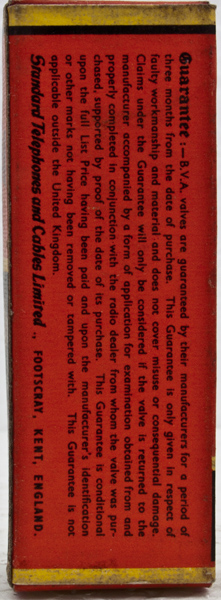 Guarantee :— B.V.A. valves are guaranteed by their manufacturers for a period of
three months from the date of purchase. This Guarantee is only given in respect of
faulty workmanship and material and does not cover misuse or consequential damage.
Claims under the Guarantee will only be considered if the valve is returned to the
manufacturer accompanied by a form of application for examination obtained from and
properly completed in conjunction with the radio dealer from whom the valve was pur-
chased, supported by proof of the date of its purchase. This Guarantee is conditional
upon the full List Price having been paid and upon the manufacturer's identification
or other marks not having been removed or tampered with. This Guarantee is not
applicable outside the United Kingdom.
Standard Telephones and Cables Limited ., FOOTSCRAY, KENT, ENGLAND.